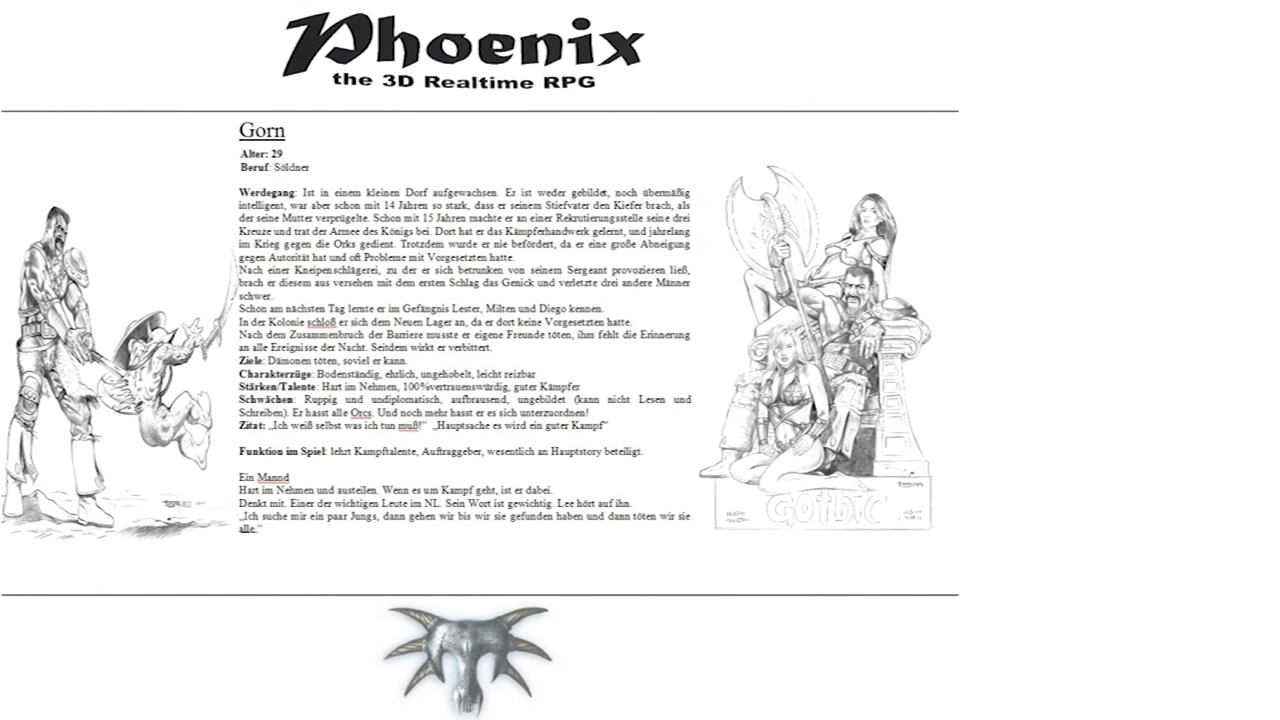 Phoenix
the 3D Realtime RPG
Gorn
Alter: 29
Beruf: Söldner
Werdegang: Ist in einem kleinen Dorf aufgewachsen. Er ist weder gebildet, noch übermäßig
intelligent, war aber schon mit 14 Jahren so stark, dass er seinem Stiefvater den Kiefer brach, als
der seine Mutter verprügelte. Schon mit 15 Jahren machte er an einer Rekrutierungsstelle seine drei
Kreuze und trat der Armee des Königs bei. Dort hat er das Kämpferhandwerk gelernt, und jahrelang
im Krieg gegen die Orks gedient. Trotzdem wurde er nie befördert, da er eine große Abneigung
gegen Autorität hat und oft Probleme mit Vorgesetzten hatte.
Nach einer Kneipenschlägerei, zu der er sich betrunken von seinem Sergeant provozieren ließ,
brach er diesem aus versehen mit dem ersten Schlag das Genick und verletzte drei andere Männer
schwer.
Schon am nächsten Tag lernte er im Gefängnis Lester, Milten und Diego kennen.
In der Kolonie schloß er sich dem Neuen Lager an, da er dort keine Vorgesetzten hatte.
Nach dem Zusammenbruch der Barriere musste er eigene Freunde töten, ihm fehlt die Erinnerung
an alle Ereignisse der Nacht. Seitdem wirkt er verbittert.
Ziele: Dämonen töten, soviel er kann.
Charakterzüge: Bodenständig, ehrlich, ungehobelt, leicht reizbar
Stärken/Talente: Hart im Nehmen, 100%vertrauenswürdig, guter Kämpfer
Schwächen: Ruppig und undiplomatisch, aufbrausend, ungebildet (kann nicht Lesen und
Schreiben). Er hasst alle Orcs. Und noch mehr hasst er es sich unterzuordnen!
Zitat: „Ich weiß selbst was ich tun muß!“ „Hauptsache es wird ein guter Kampf“
Funktion im Spiel: lehrt Kampftalente, Auftraggeber, wesentlich an Hauptstory beteiligt.
Ein Mannd
Hart im Nehmen und austeilen. Wenn es um Kampf geht, ist er dabei.
Denkt mit. Einer der wichtigen Leute im NL. Sein Wort ist gewichtig. Lee hört auf ihn.
„Ich suche mir ein paar Jungs, dann gehen wir bis wir sie gefunden haben und dann töten wir sie
alle.“
GOthIC